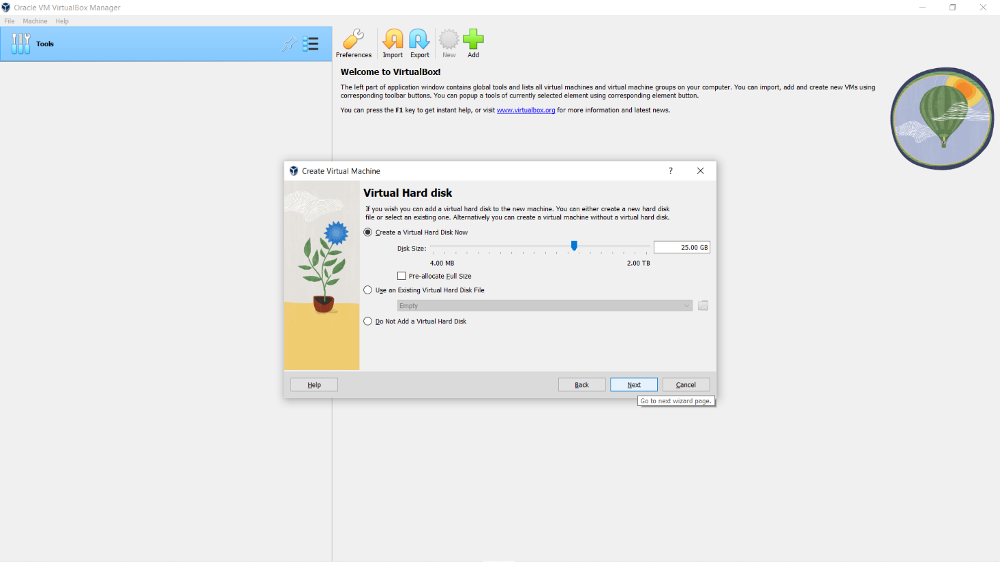 Oracle VM VirtualBox Manager
File Machine Help
Tools
Preferences Import Export New Add
Welcome to VirtualBox!
The left part of application window contains global tools and lists all virtual machines and virtual machine groups on your computer. You can import, add and create new VMs using
corresponding toolbar buttons. You can popup a tools of currently selected element using corresponding element button.
You can press the F1 key to get instant help, or visit www.virtualbox.org for more information and latest news.
Create Virtual Machine
?
Virtual Hard disk
If you wish you can add a virtual hard disk to the new machine. You can either create a new hard disk
file or select an existing one. Alternatively you can create a virtual machine without a virtual hard disk.
Create a Virtual Hard Disk Now
Disk Size: 25.00 GB
4.00 MB 2.00 TB
Pre-allocate Full Size
Use an Existing Virtual Hard Disk File
Empty
Do Not Add a Virtual Hard Disk
Help Back Next Cancel
Go to next wizard page.